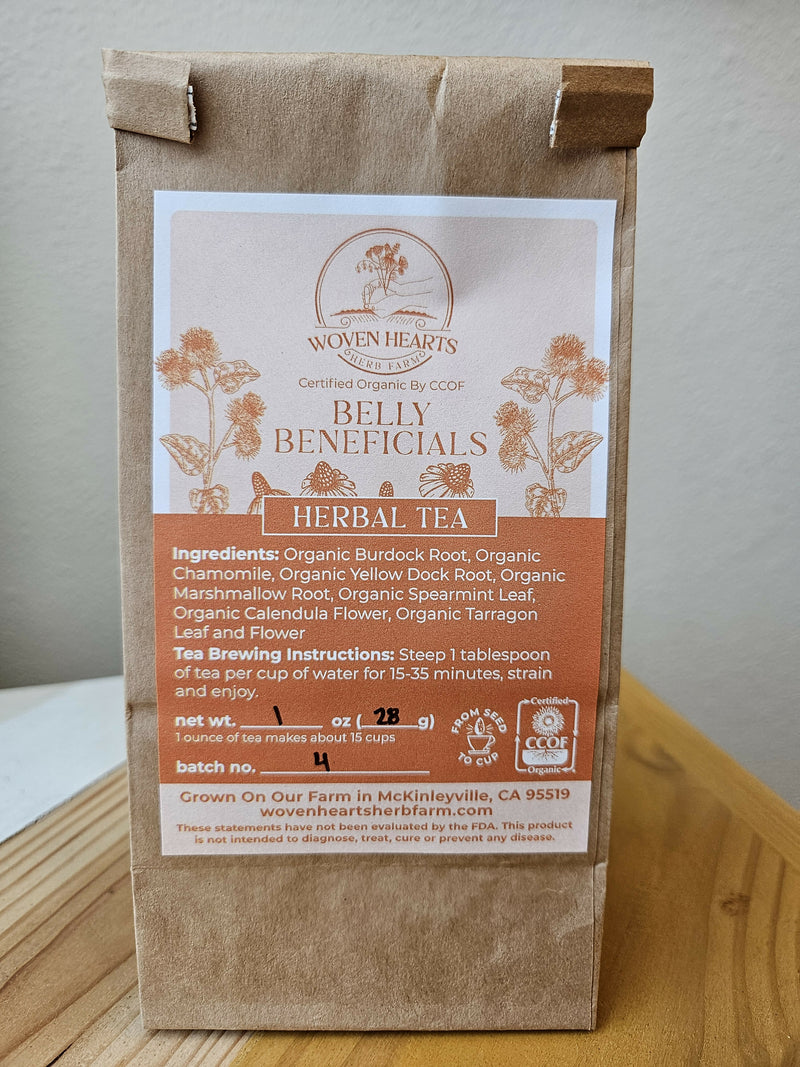 WOVEN HEARTS
HERB FARM
Certified Organic By CCOF
BELLY
BENEFICIALS
HERBAL TEA
Ingredients: Organic Burdock Root, Organic
Chamomile, Organic Yellow Dock Root, Organic
Marshmallow Root, Organic Spearmint Leaf,
Organic Calendula Flower, Organic Tarragon
Leaf and Flower
Tea Brewing Instructions: Steep 1 tablespoon
of tea per cup of water for 15-35 minutes, strain
and enjoy.
net wt. 1 oz (28 g)
1 ounce of tea makes about 15 cups
batch no. 4
FROM SEED
TO CUP
Certified
CCOF
Organic
Grown On Our Farm in McKinleyville, CA 95519
wovenheartsherbfarm.com
These statements have not been evaluated by the FDA. This product
is not intended to diagnose, treat, cure or prevent any disease.